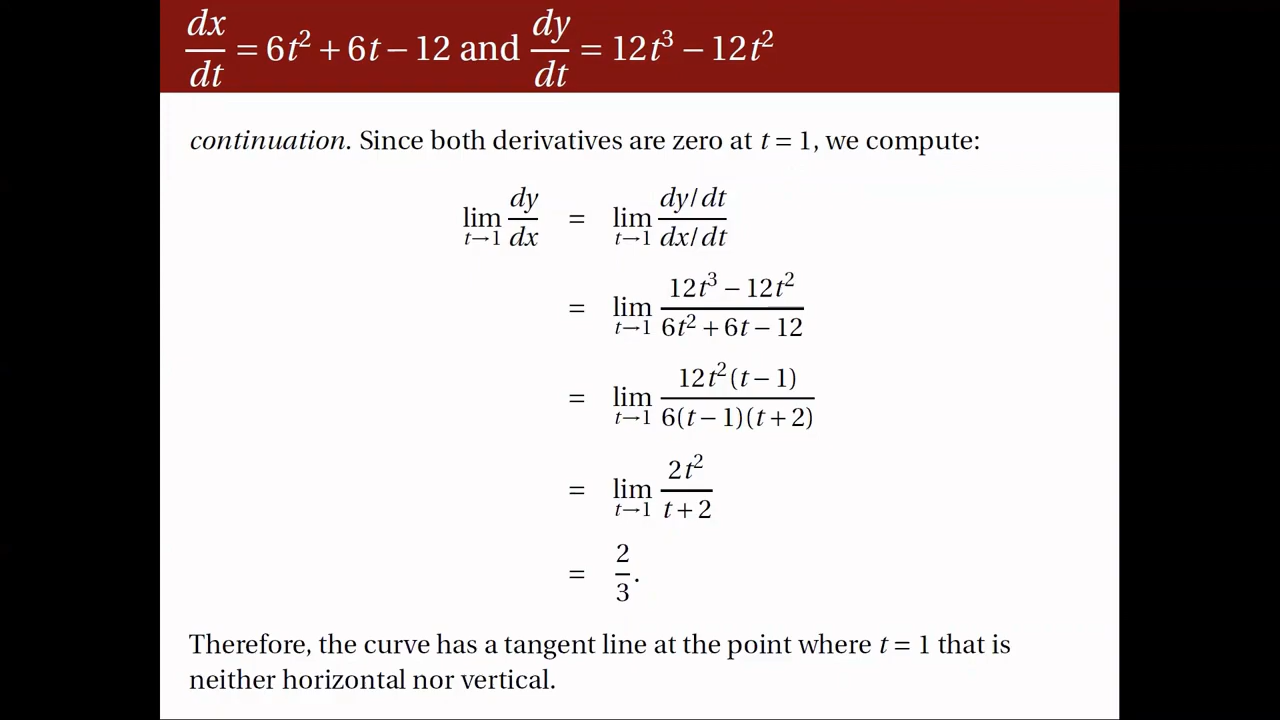 dx/dt = 6t² + 6t − 12 and dy/dt = 12t³ − 12t²
continuation. Since both derivatives are zero at t = 1, we compute:
lim_{t→1} dy/dx = lim_{t→1} (dy/dt)/(dx/dt)
= lim_{t→1} (12t³ − 12t²)/(6t² + 6t − 12)
= lim_{t→1} 12t²(t − 1)/6(t − 1)(t + 2)
= lim_{t→1} 2t²/(t + 2)
= 2/3.
Therefore, the curve has a tangent line at the point where t = 1 that is
neither horizontal nor vertical.